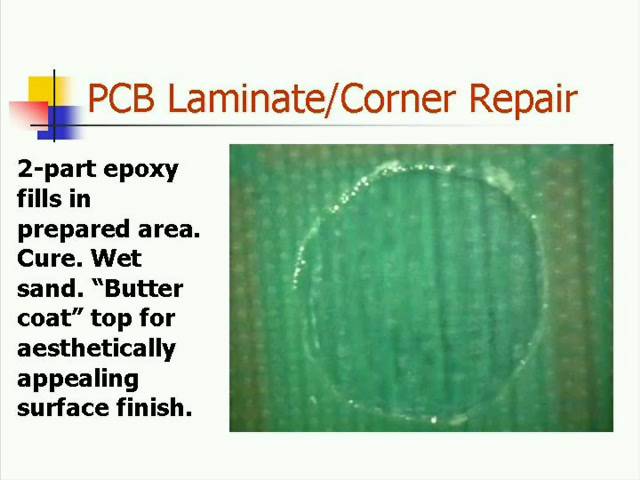 PCB Laminate/Corner Repair
2-part epoxy
fills in
prepared area.
Cure. Wet
sand. “Butter
coat” top for
aesthetically
appealing
surface finish.